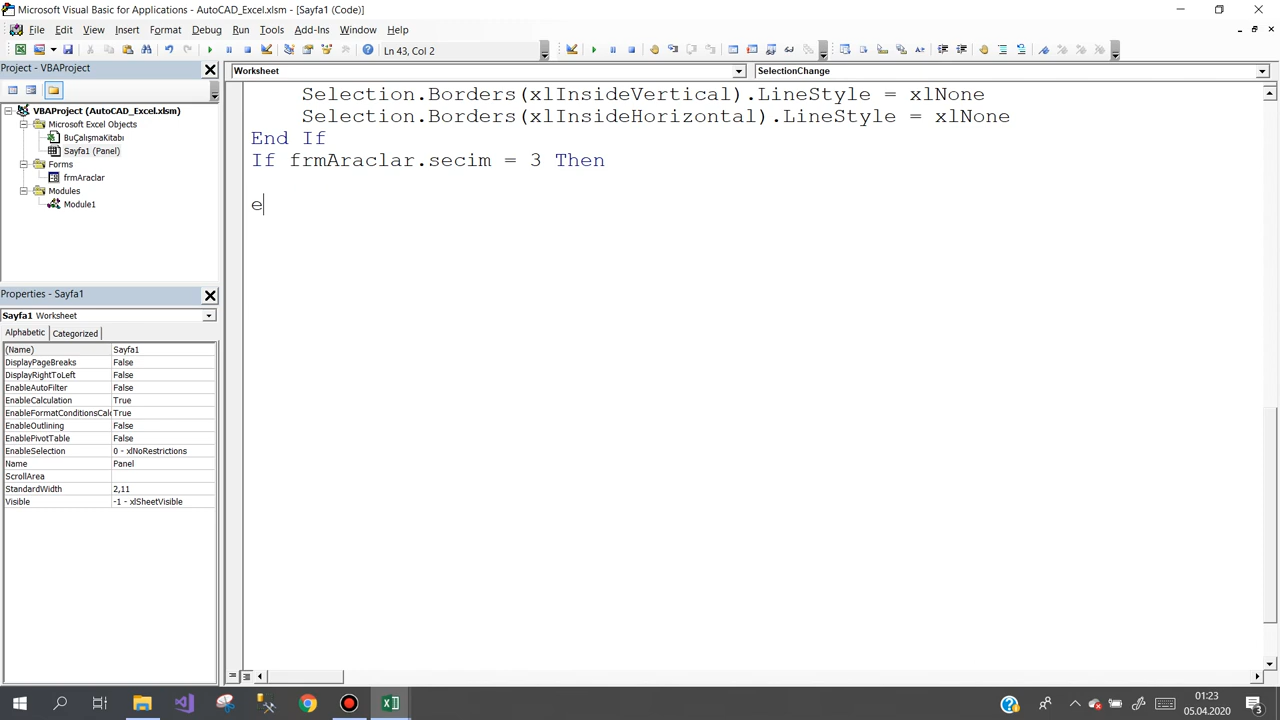 Microsoft Visual Basic for Applications - AutoCAD_Excel.xlsm - [Sayfa1 (Code)]
File Edit View Insert Format Debug Run Tools Add-Ins Window Help
Ln 43, Col 2
Project - VBAProject
VBAProject (AutoCAD_Excel.xlsm)
Microsoft Excel Objects
BuÇalışmaKitabı
Sayfa1 (Panel)
Forms
frmAraclar
Modules
Module1
Properties - Sayfa1
Sayfa1 Worksheet
Alphabetic Categorized
(Name) Sayfa1
DisplayPageBreaks False
DisplayRightToLeft False
EnableAutoFilter False
EnableCalculation True
EnableFormatConditionsCalc True
EnableOutlining False
EnablePivotTable False
EnableSelection 0 - xlNoRestrictions
Name Panel
ScrollArea
StandardWidth 2,11
Visible -1 - xlSheetVisible
Worksheet SelectionChange
Selection.Borders(xlInsideVertical).LineStyle = xlNone
Selection.Borders(xlInsideHorizontal).LineStyle = xlNone
End If
If frmAraclar.secim = 3 Then
e
01:23
05.04.2020
3